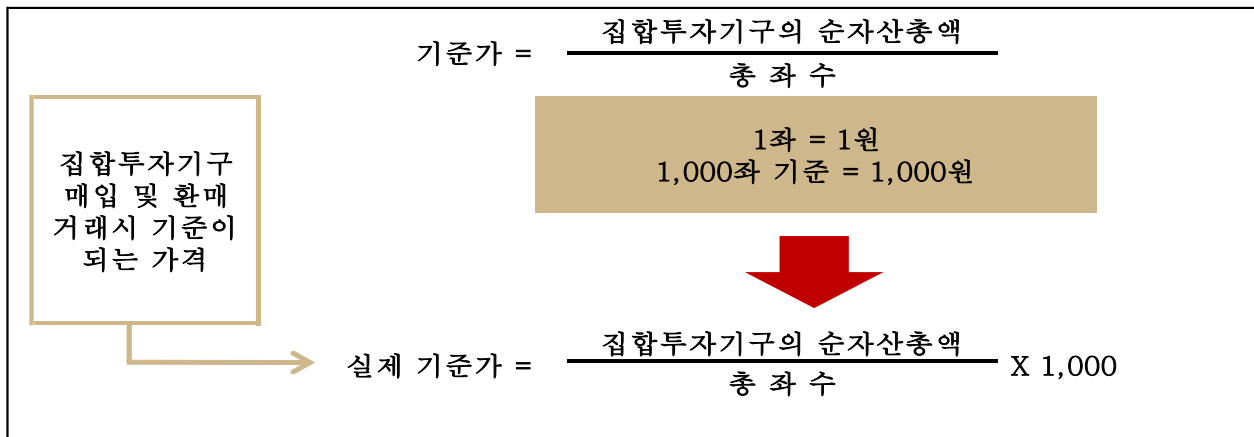 기준가 =
집합투자기구의 순자산총액
총 좌 수
1좌 = 1원
1,000좌 기준 = 1,000원
집합투자기구
매입 및 환매
거래시 기준이
되는 가격
실제 기준가 =
집합투자기구의 순자산총액
총 좌 수
X 1,000